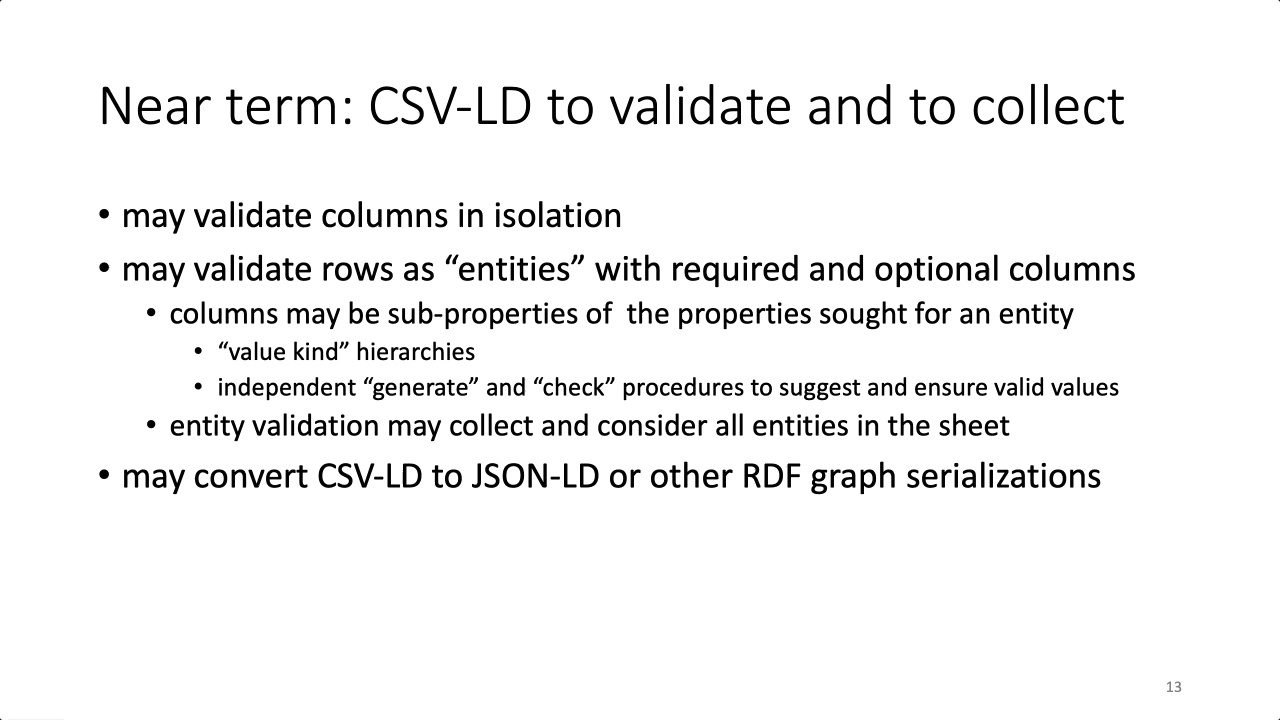 Near term: CSV-LD to validate and to collect
• may validate columns in isolation
• may validate rows as “entities” with required and optional columns
• columns may be sub-properties of  the properties sought for an entity
• “value kind” hierarchies
• independent “generate” and “check” procedures to suggest and ensure valid values
• entity validation may collect and consider all entities in the sheet
• may convert CSV-LD to JSON-LD or other RDF graph serializations
13